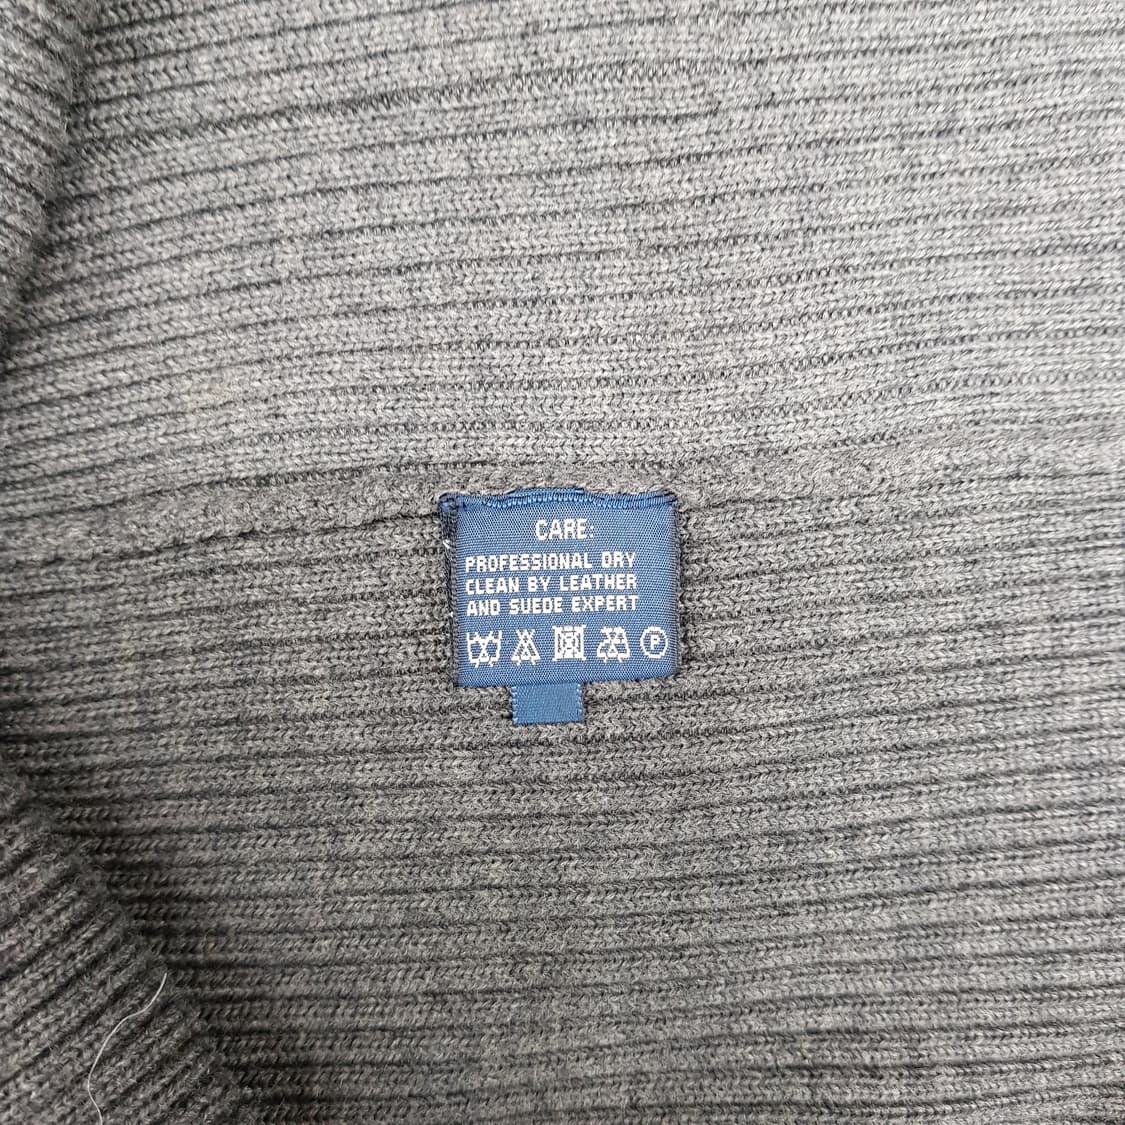 CARE:
PROFESSIONAL DRY
CLEAN BY LEATHER
AND SUEDE EXPERT
P